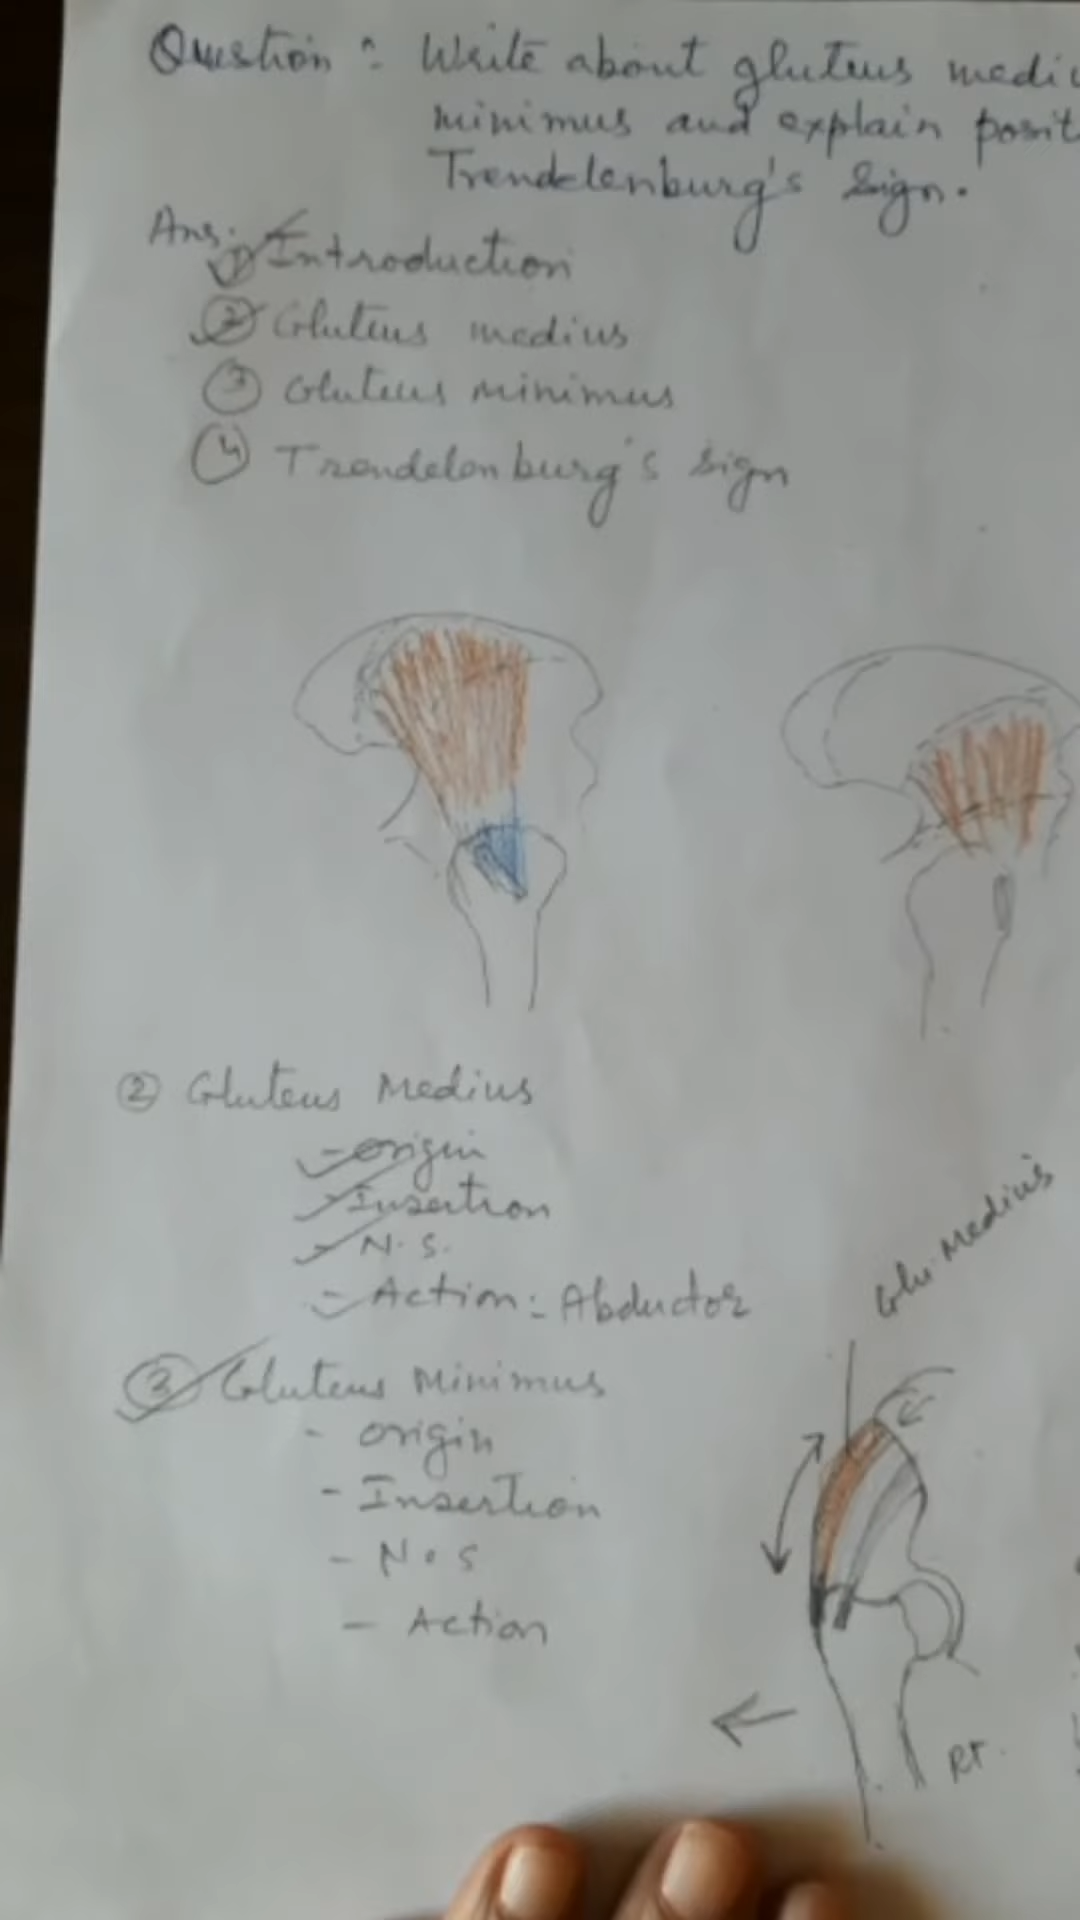 Question: Write about gluteus mediu
minimus and explain posit
Trendelenburg's sign.
Ans.
① Introduction
② Gluteus medius
③ Gluteus minimus
④ Trendelenburg's sign
② Gluteus Medius
- origin
- Insertion
- N.S.
- Action: Abductor
Glu. Medius
③ Gluteus Minimus
- origin
- Insertion
- N.S
- Action
RT.